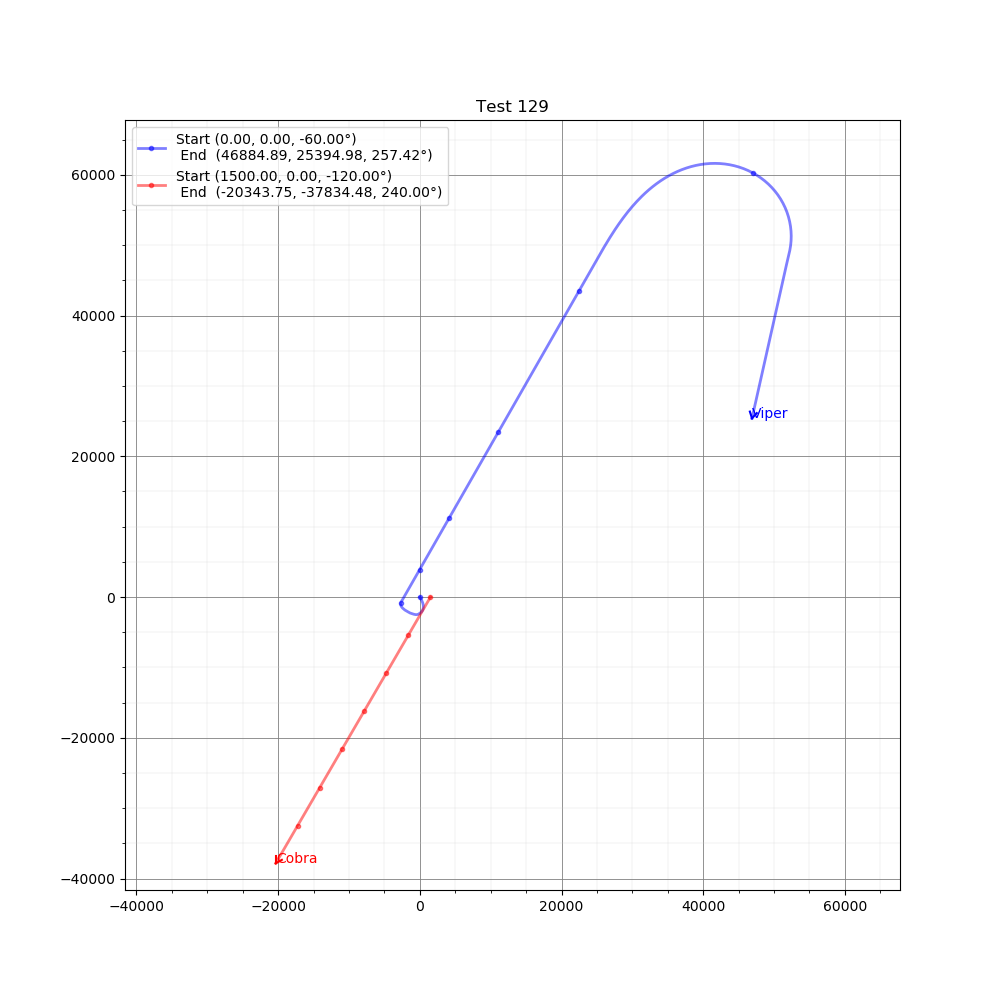 Test 129
Start (0.00, 0.00, -60.00°)
End  (46884.89, 25394.98, 257.42°)
Start (1500.00, 0.00, -120.00°)
End  (-20343.75, -37834.48, 240.00°)
60000
40000
20000
0
−20000
−40000
Viper
Cobra
−40000 −20000 0 20000 40000 60000